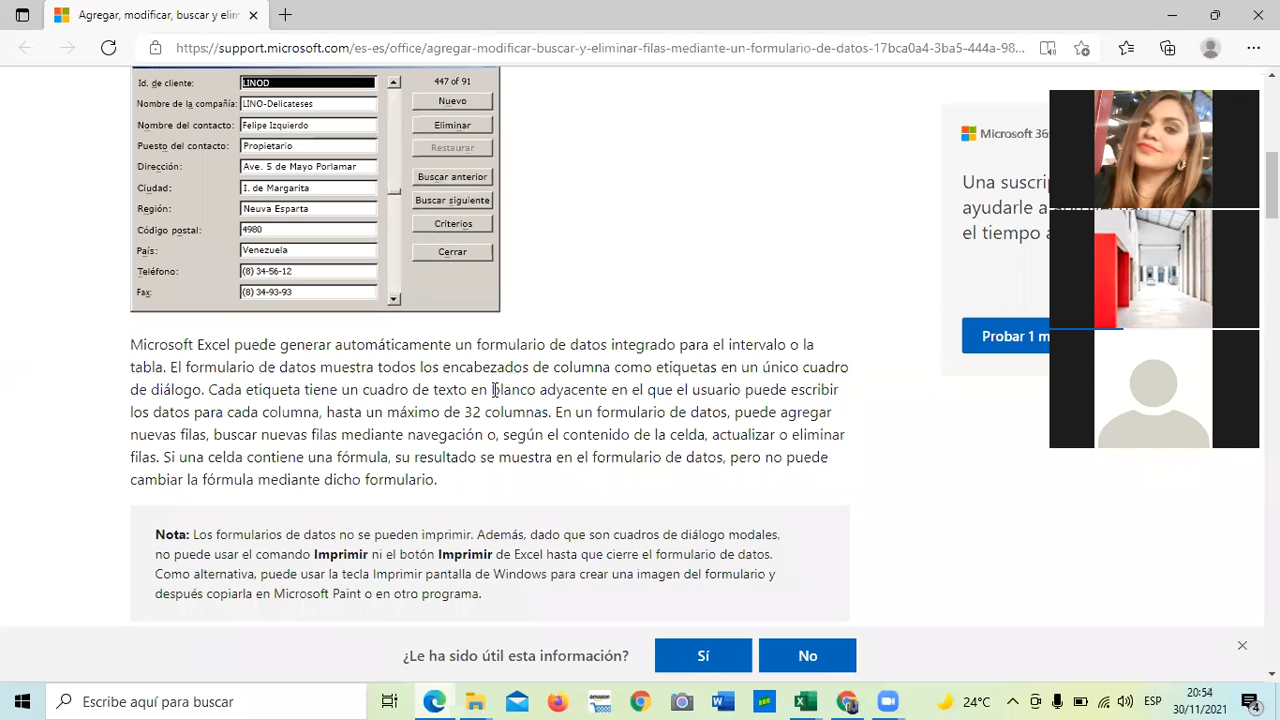 Agregar, modificar, buscar y elim
https://support.microsoft.com/es-es/office/agregar-modificar-buscar-y-eliminar-filas-mediante-un-formulario-de-datos-17bca0a4-3ba5-444a-98...
Id. de cliente: LINOD
447 of 91
Nombre de la compañía: LINO-Delicateses
Nuevo
Nombre del contacto: Felipe Izquierdo
Eliminar
Puesto del contacto: Propietario
Restaurar
Dirección: Ave. 5 de Mayo Porlamar
Buscar anterior
Ciudad: I. de Margarita
Buscar siguiente
Región: Neuva Esparta
Criterios
Código postal: 4980
País: Venezuela
Cerrar
Teléfono: (8) 34-56-12
Fax: (8) 34-93-93
Microsoft 36
Una suscrip
ayudarle a
el tiempo a
Probar 1 m
Microsoft Excel puede generar automáticamente un formulario de datos integrado para el intervalo o la
tabla. El formulario de datos muestra todos los encabezados de columna como etiquetas en un único cuadro
de diálogo. Cada etiqueta tiene un cuadro de texto en blanco adyacente en el que el usuario puede escribir
los datos para cada columna, hasta un máximo de 32 columnas. En un formulario de datos, puede agregar
nuevas filas, buscar nuevas filas mediante navegación o, según el contenido de la celda, actualizar o eliminar
filas. Si una celda contiene una fórmula, su resultado se muestra en el formulario de datos, pero no puede
cambiar la fórmula mediante dicho formulario.
Nota: Los formularios de datos no se pueden imprimir. Además, dado que son cuadros de diálogo modales,
no puede usar el comando Imprimir ni el botón Imprimir de Excel hasta que cierre el formulario de datos.
Como alternativa, puede usar la tecla Imprimir pantalla de Windows para crear una imagen del formulario y
después copiarla en Microsoft Paint o en otro programa.
¿Le ha sido útil esta información?
Sí
No
Escribe aquí para buscar
amazon
24°C
ESP
20:54
30/11/2021
4